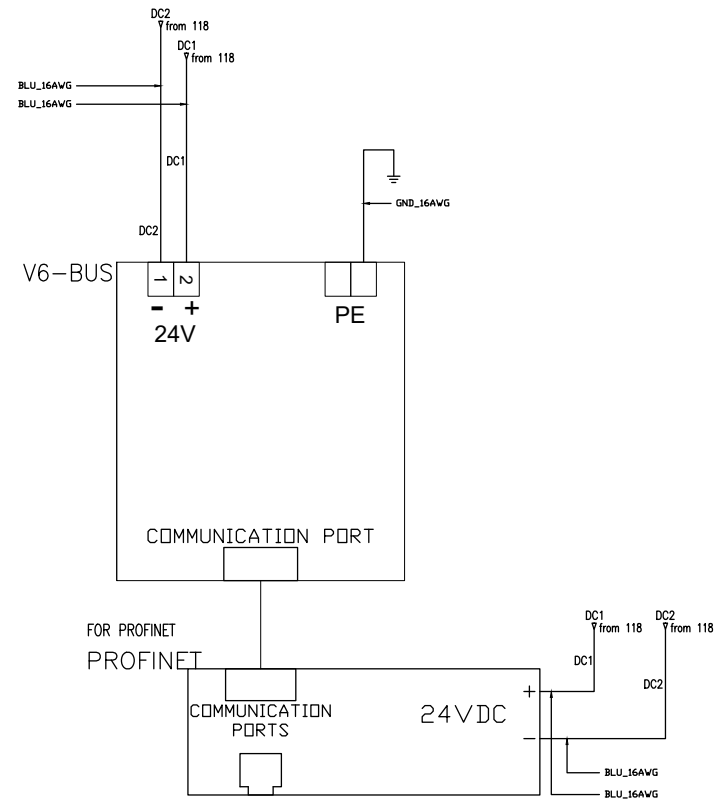 DC2
from 118
DC1
from 118
BLU_16AWG
BLU_16AWG
DC1
GND_16AWG
DC2
V6-BUS
1 2
- +
24V
PE
COMMUNICATION PORT
FOR PROFINET
PROFINET
DC1
from 118
DC2
from 118
DC1
DC2
+
24VDC
-
COMMUNICATION
PORTS
BLU_16AWG
BLU_16AWG